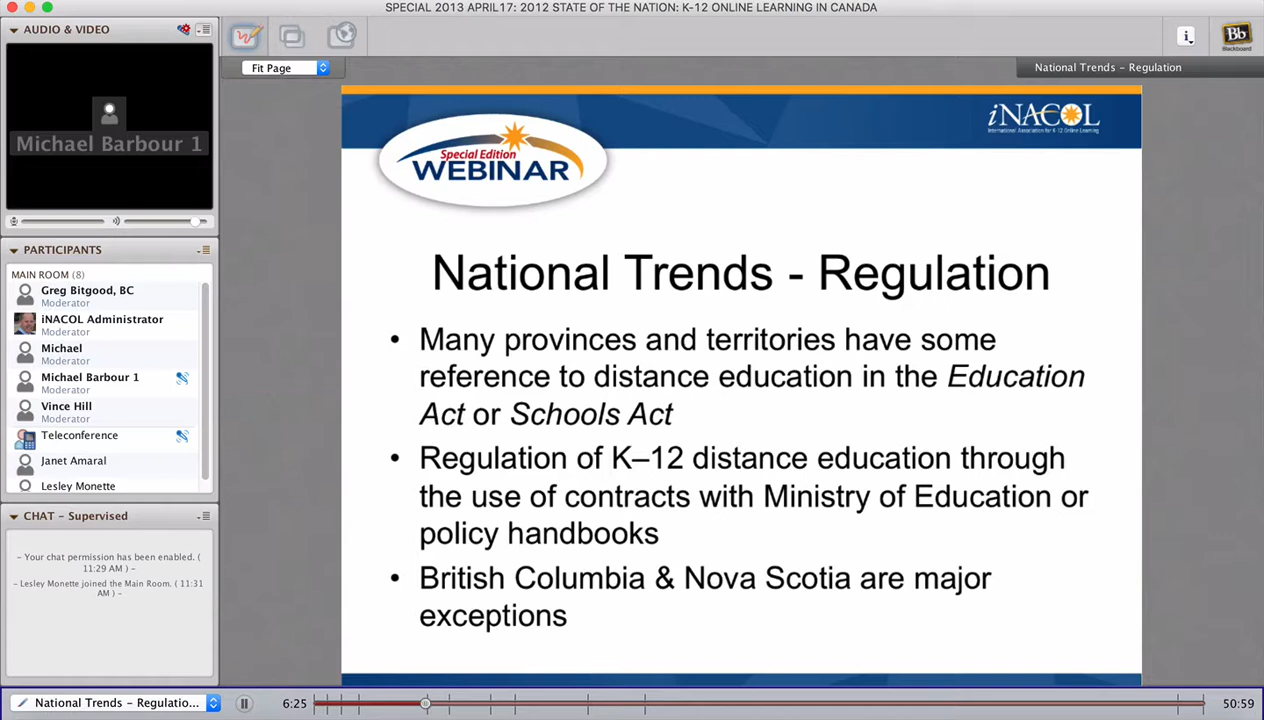 SPECIAL 2013 APRIL17: 2012 STATE OF THE NATION: K-12 ONLINE LEARNING IN CANADA
AUDIO & VIDEO
Michael Barbour 1
PARTICIPANTS
MAIN ROOM (8)
Greg Bitgood, BC
Moderator
iNACOL Administrator
Moderator
Michael
Moderator
Michael Barbour 1
Moderator
Vince Hill
Moderator
Teleconference
Janet Amaral
Lesley Monette
CHAT – Supervised
– Your chat permission has been enabled. (
11:29 AM ) –
– Lesley Monette joined the Main Room. ( 11:31
AM ) –
Fit Page
i
Bb
Blackboard
National Trends – Regulation
iNACOL
International Association for K-12 Online Learning
Special Edition
WEBINAR
National Trends - Regulation
• Many provinces and territories have some
reference to distance education in the Education
Act or Schools Act
• Regulation of K–12 distance education through
the use of contracts with Ministry of Education or
policy handbooks
• British Columbia & Nova Scotia are major
exceptions
National Trends – Regulatio...
6:25
50:59